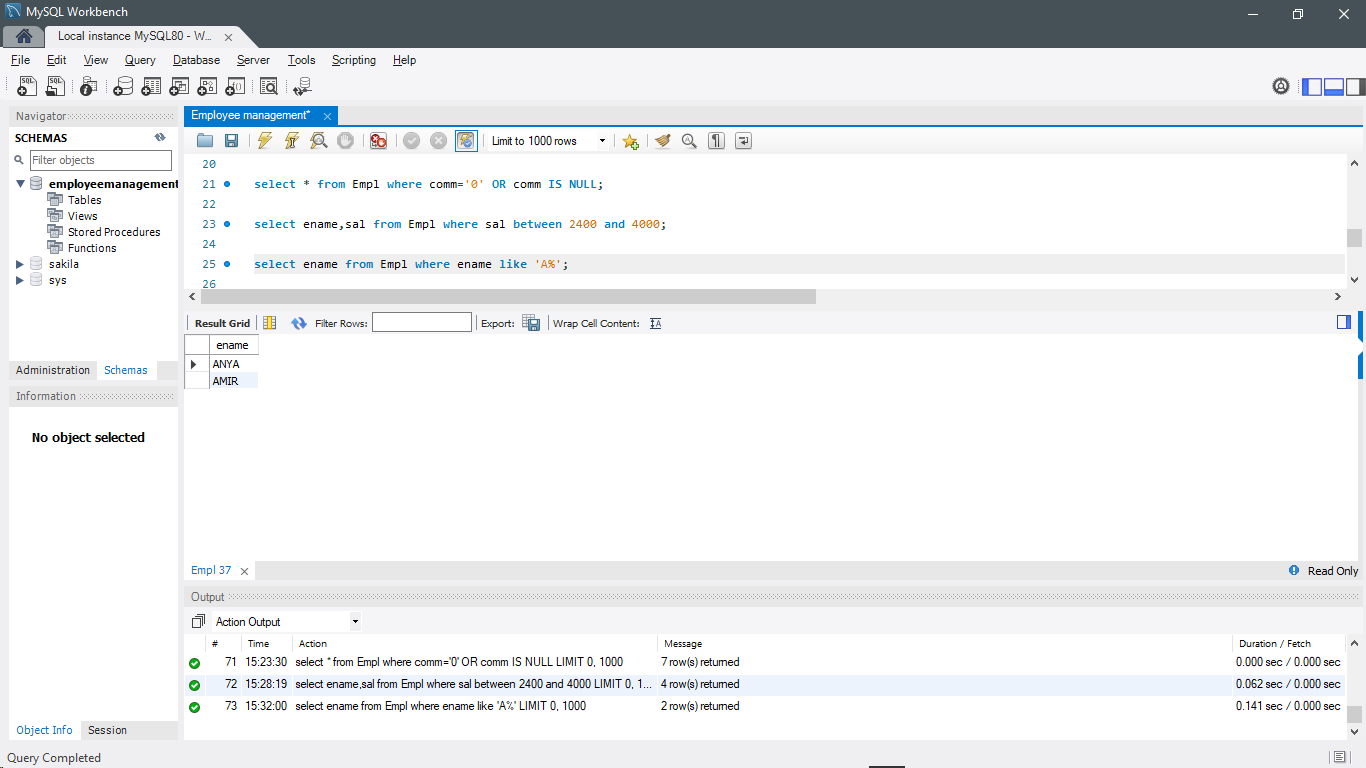 MySQL Workbench
Local instance MySQL80 - W...
File Edit View Query Database Server Tools Scripting Help
Navigator
SCHEMAS
Filter objects
employeemanagement
Tables
Views
Stored Procedures
Functions
sakila
sys
Administration Schemas
Information
No object selected
Object Info Session
Employee management*
Limit to 1000 rows
20
21 select * from Empl where comm='0' OR comm IS NULL;
22
23 select ename,sal from Empl where sal between 2400 and 4000;
24
25 select ename from Empl where ename like 'A%';
26
Result Grid Filter Rows: Export: Wrap Cell Content:
ename
ANYA
AMIR
Empl 37 Read Only
Output
Action Output
# Time Action Message Duration / Fetch
71 15:23:30 select * from Empl where comm='0' OR comm IS NULL LIMIT 0, 1000 7 row(s) returned 0.000 sec / 0.000 sec
72 15:28:19 select ename,sal from Empl where sal between 2400 and 4000 LIMIT 0, 1... 4 row(s) returned 0.062 sec / 0.000 sec
73 15:32:00 select ename from Empl where ename like 'A%' LIMIT 0, 1000 2 row(s) returned 0.141 sec / 0.000 sec
Query Completed